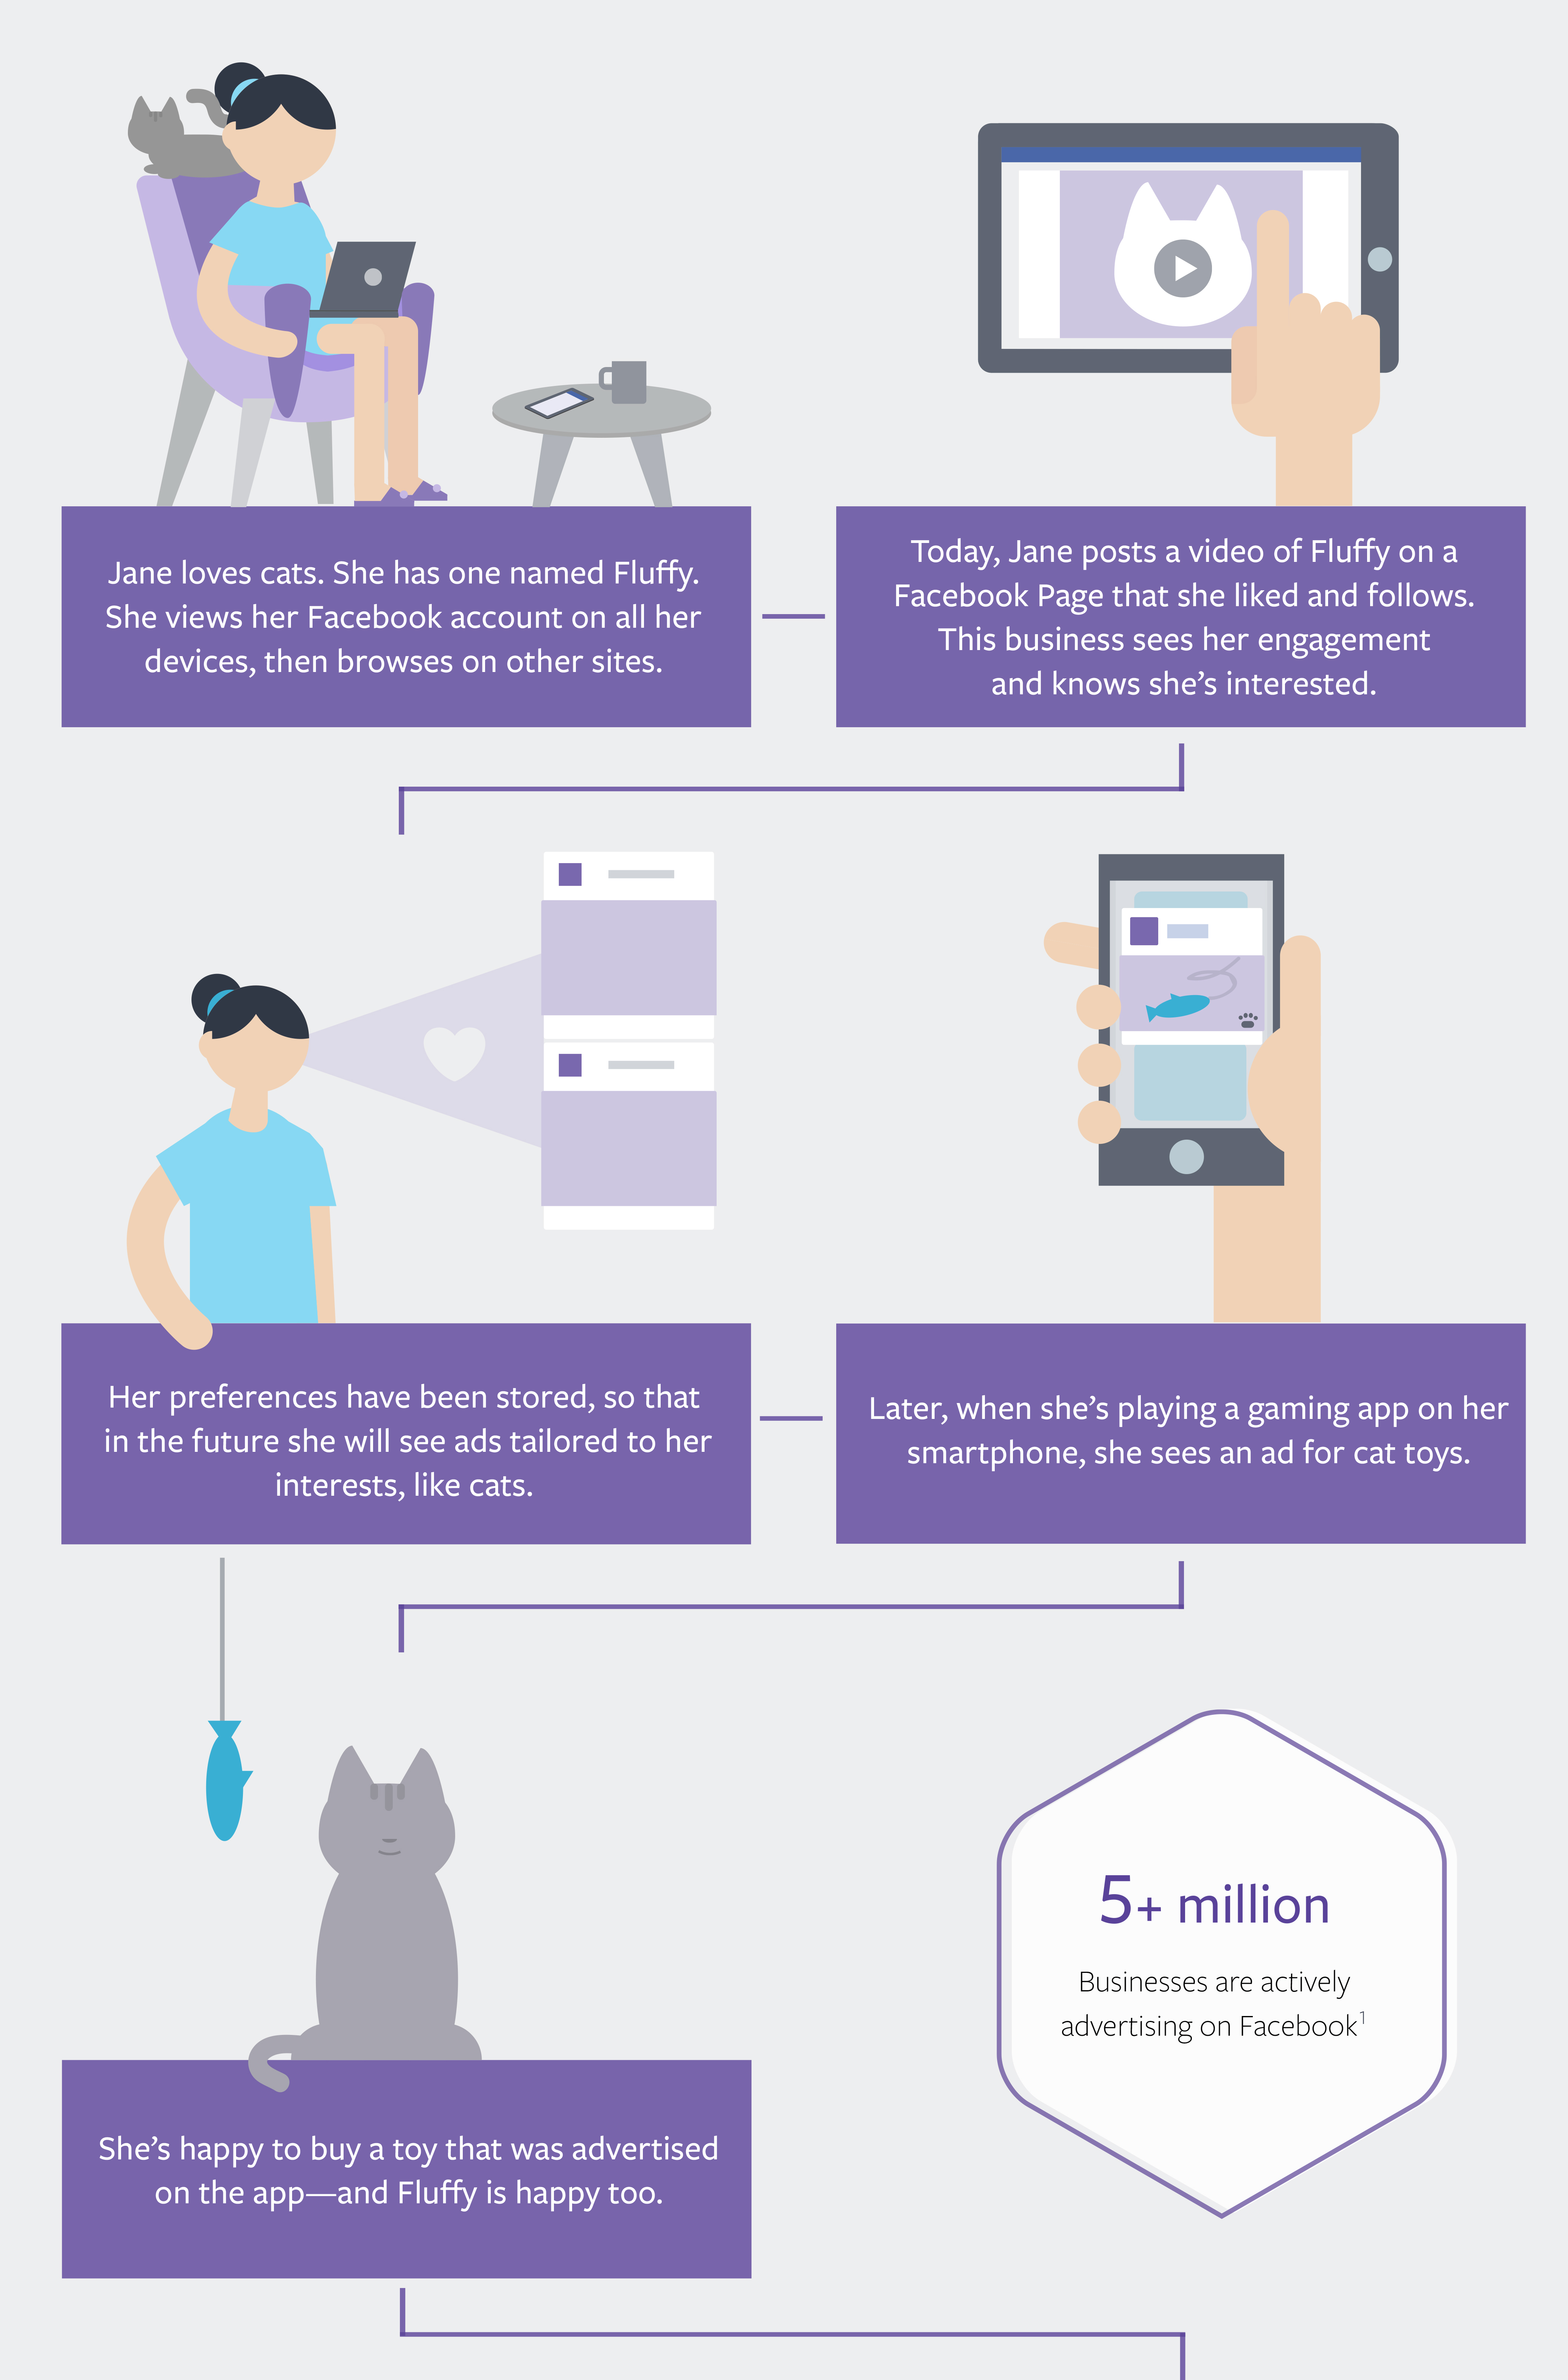 Jane loves cats. She has one named Fluffy.
She views her Facebook account on all her
devices, then browses on other sites.
Today, Jane posts a video of Fluffy on a
Facebook Page that she liked and follows.
This business sees her engagement
and knows she’s interested.
Her preferences have been stored, so that
in the future she will see ads tailored to her
interests, like cats.
Later, when she’s playing a gaming app on her
smartphone, she sees an ad for cat toys.
5+ million
Businesses are actively
advertising on Facebook¹
She’s happy to buy a toy that was advertised
on the app—and Fluffy is happy too.